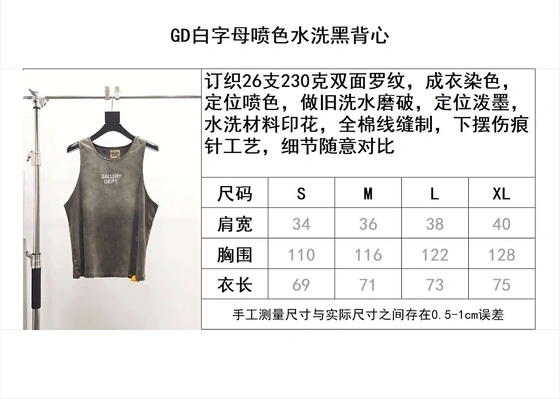 GD白字母喷色水洗黑背心
订织26支230克双面罗纹，成衣染色，
定位喷色，做旧洗水磨破，定位泼墨，
水洗材料印花，全棉线缝制，下摆伤痕
针工艺，细节随意对比
GALLERY
DEPT.
尺码 S M L XL
肩宽 34 36 38 40
胸围 110 116 122 128
衣长 69 71 73 75
手工测量尺寸与实际尺寸之间存在0.5-1cm误差